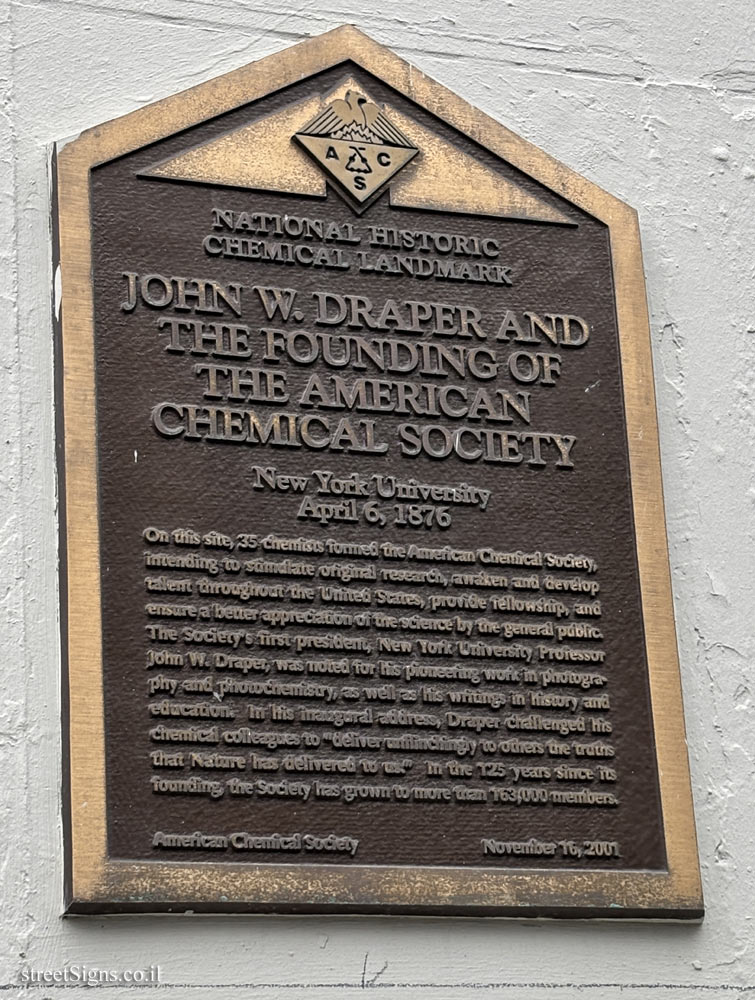 A C
S
NATIONAL HISTORIC
CHEMICAL LANDMARK
JOHN W. DRAPER AND
THE FOUNDING OF
THE AMERICAN
CHEMICAL SOCIETY
New York University
April 6, 1876
On this site, 35 chemists formed the American Chemical Society,
intending to stimulate original research, awaken and develop
talent throughout the United States, provide fellowship, and
ensure a better appreciation of the science by the general public.
The Society's first president, New York University Professor
John W. Draper, was noted for his pioneering work in photogra-
phy and photochemistry, as well as his writings in history and
education. In his inaugural address, Draper challenged his
chemical colleagues to "deliver unflinchingly to others the truths
that Nature has delivered to us." In the 125 years since its
founding, the Society has grown to more than 163,000 members.
American Chemical Society November 16, 2001
streetSigns.co.il